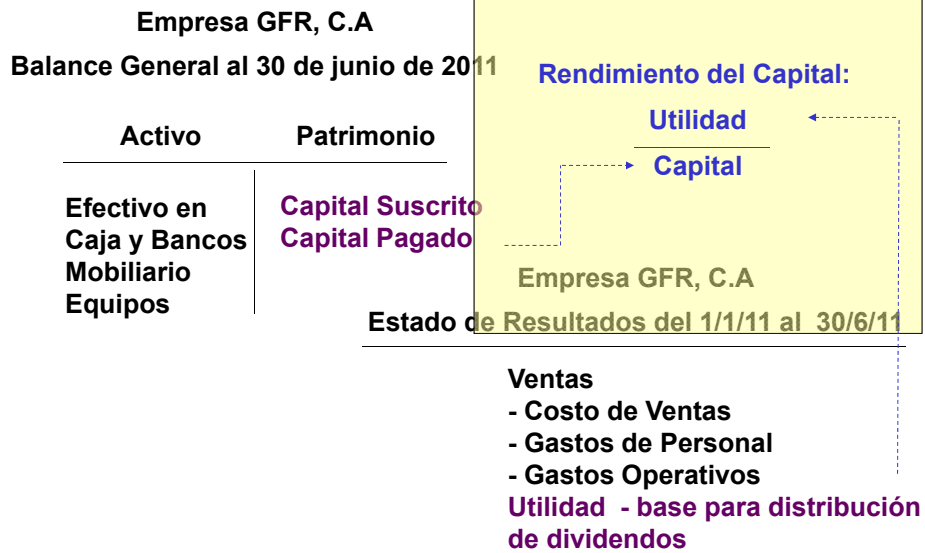 Empresa GFR, C.A
Balance General al 30 de junio de 2011
Activo
Patrimonio
Efectivo en
Caja y Bancos
Mobiliario
Equipos
Capital Suscrito
Capital Pagado
Rendimiento del Capital:
Utilidad
Capital
Empresa GFR, C.A
Estado de Resultados del 1/1/11 al 30/6/11
Ventas
- Costo de Ventas
- Gastos de Personal
- Gastos Operativos
Utilidad - base para distribución
de dividendos